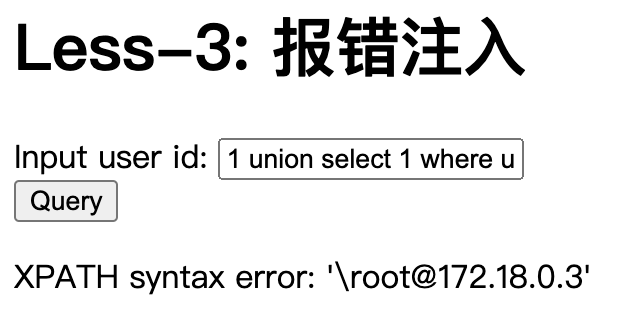 Less-3: 报错注入
Input user id: 1 union select 1 where u
Query
XPATH syntax error: '\root@172.18.0.3'